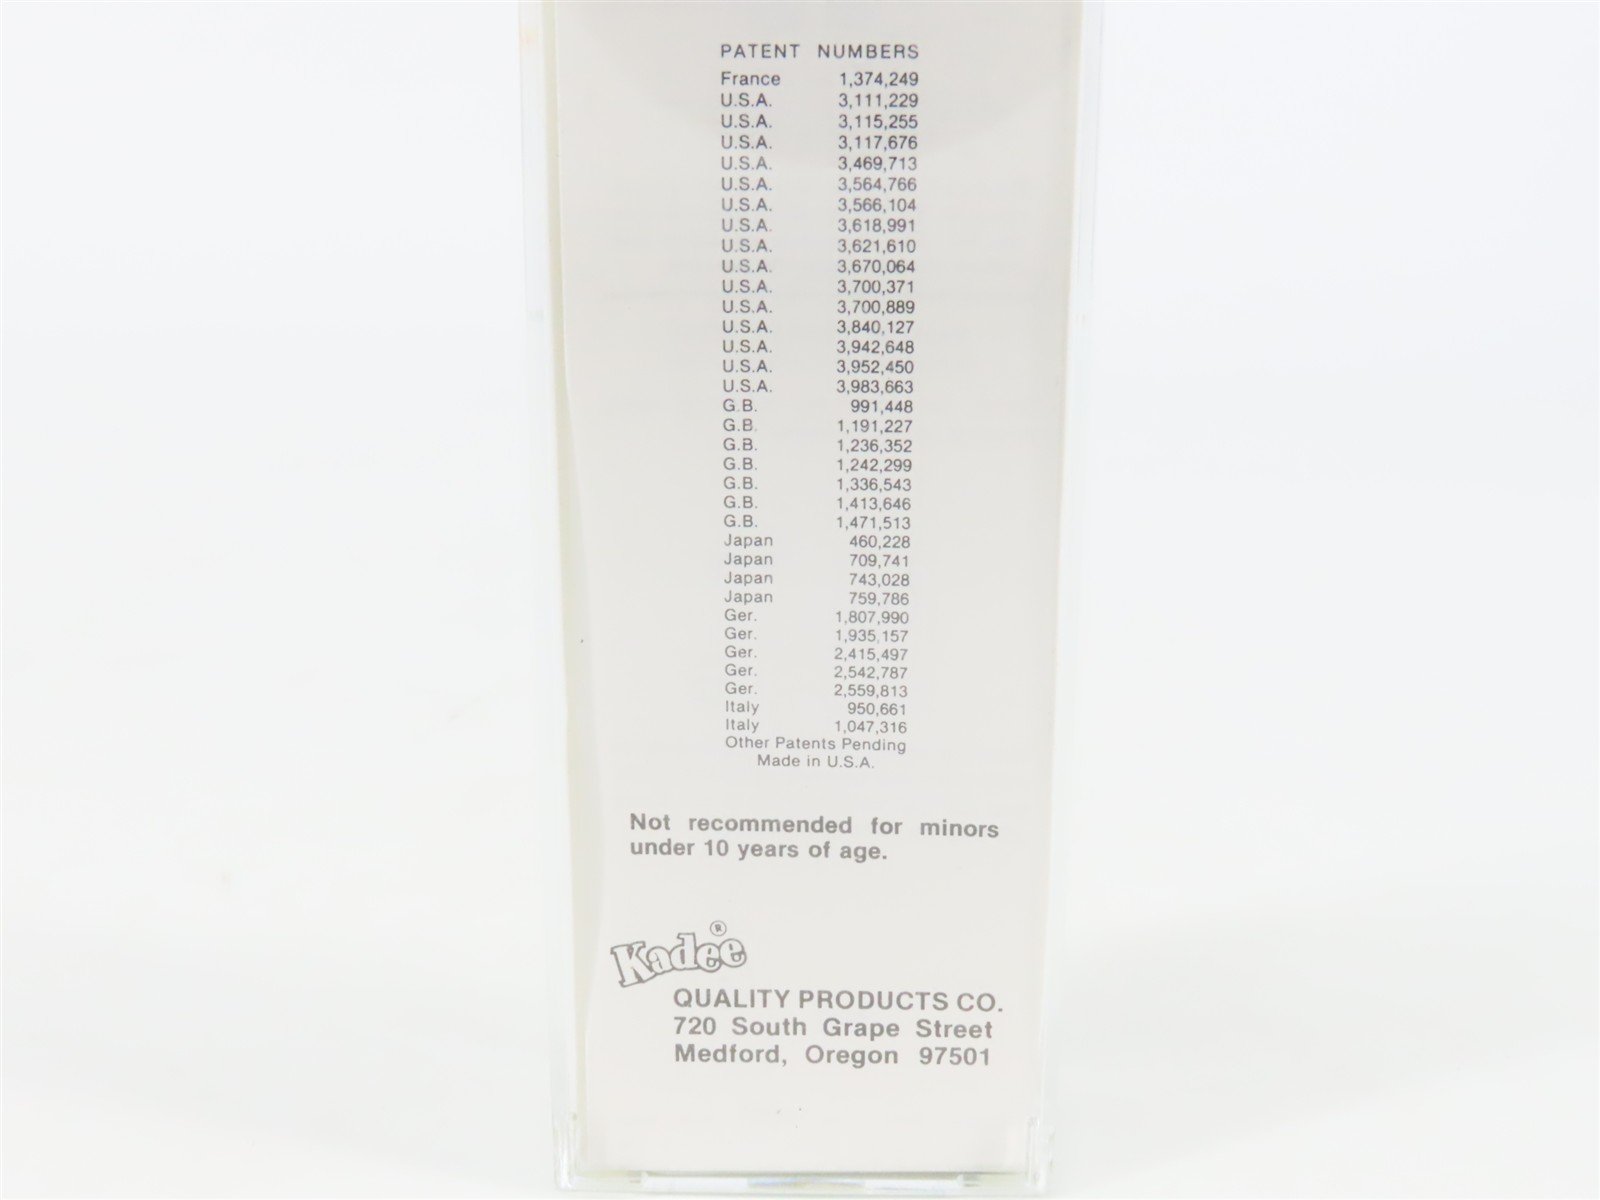 PATENT NUMBERS
France 1,374,249
U.S.A. 3,111,229
U.S.A. 3,115,255
U.S.A. 3,117,676
U.S.A. 3,469,713
U.S.A. 3,564,766
U.S.A. 3,566,104
U.S.A. 3,618,991
U.S.A. 3,621,610
U.S.A. 3,670,064
U.S.A. 3,700,371
U.S.A. 3,700,889
U.S.A. 3,840,127
U.S.A. 3,942,648
U.S.A. 3,952,450
U.S.A. 3,983,663
G.B. 991,448
G.B. 1,191,227
G.B. 1,236,352
G.B. 1,242,299
G.B. 1,336,543
G.B. 1,413,646
G.B. 1,471,513
Japan 460,228
Japan 709,741
Japan 743,028
Japan 759,786
Ger. 1,807,990
Ger. 1,935,157
Ger. 2,415,497
Ger. 2,542,787
Ger. 2,559,813
Italy 950,661
Italy 1,047,316
Other Patents Pending
Made in U.S.A.
Not recommended for minors
under 10 years of age.
Kadee®
QUALITY PRODUCTS CO.
720 South Grape Street
Medford, Oregon 97501